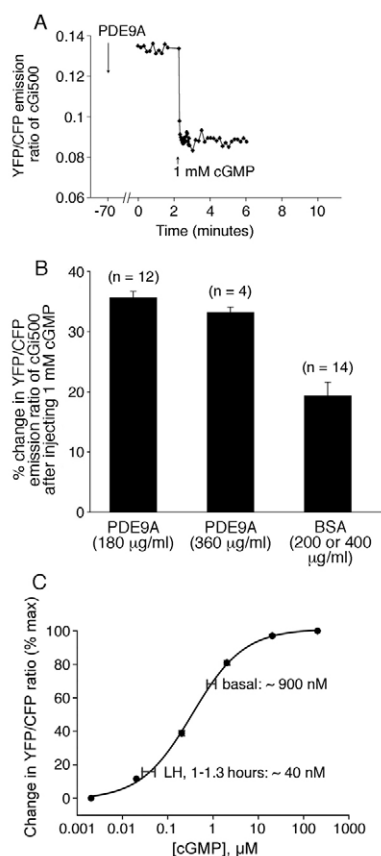 A
PDE9A
YFP/CFP emission
ratio of cGi500
0.14
0.12
0.1
0.08
0.06
1 mM cGMP
-70
0
2
4
6
8
10
Time (minutes)
B
% change in YFP/CFP
emission ratio of cGi500
after injecting 1 mM cGMP
40
30
20
10
0
(n = 12)
(n = 4)
(n = 14)
PDE9A
(180 µg/ml)
PDE9A
(360 µg/ml)
BSA
(200 or 400
µg/ml)
C
Change in YFP/CFP ratio (% max)
100
80
60
40
20
0
basal: ~ 900 nM
LH, 1-1.3 hours: ~ 40 nM
0.001
0.01
0.1
1
10
100
1000
[cGMP], µM